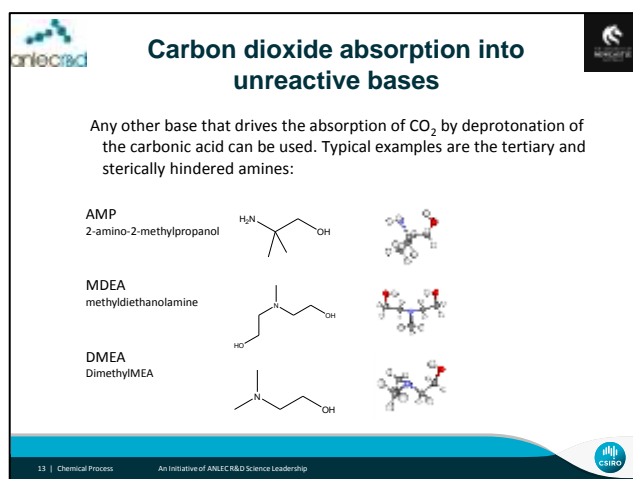 anlecr&d
Carbon dioxide absorption into
unreactive bases
Any other base that drives the absorption of CO₂ by deprotonation of
the carbonic acid can be used. Typical examples are the tertiary and
sterically hindered amines:
AMP
2-amino-2-methylpropanol
H₂N
OH
MDEA
methyldiethanolamine
N
OH
HO
DMEA
DimethylMEA
N
OH
13 | Chemical Process An Initiative of ANLEC R&D Science Leadership
CSIRO